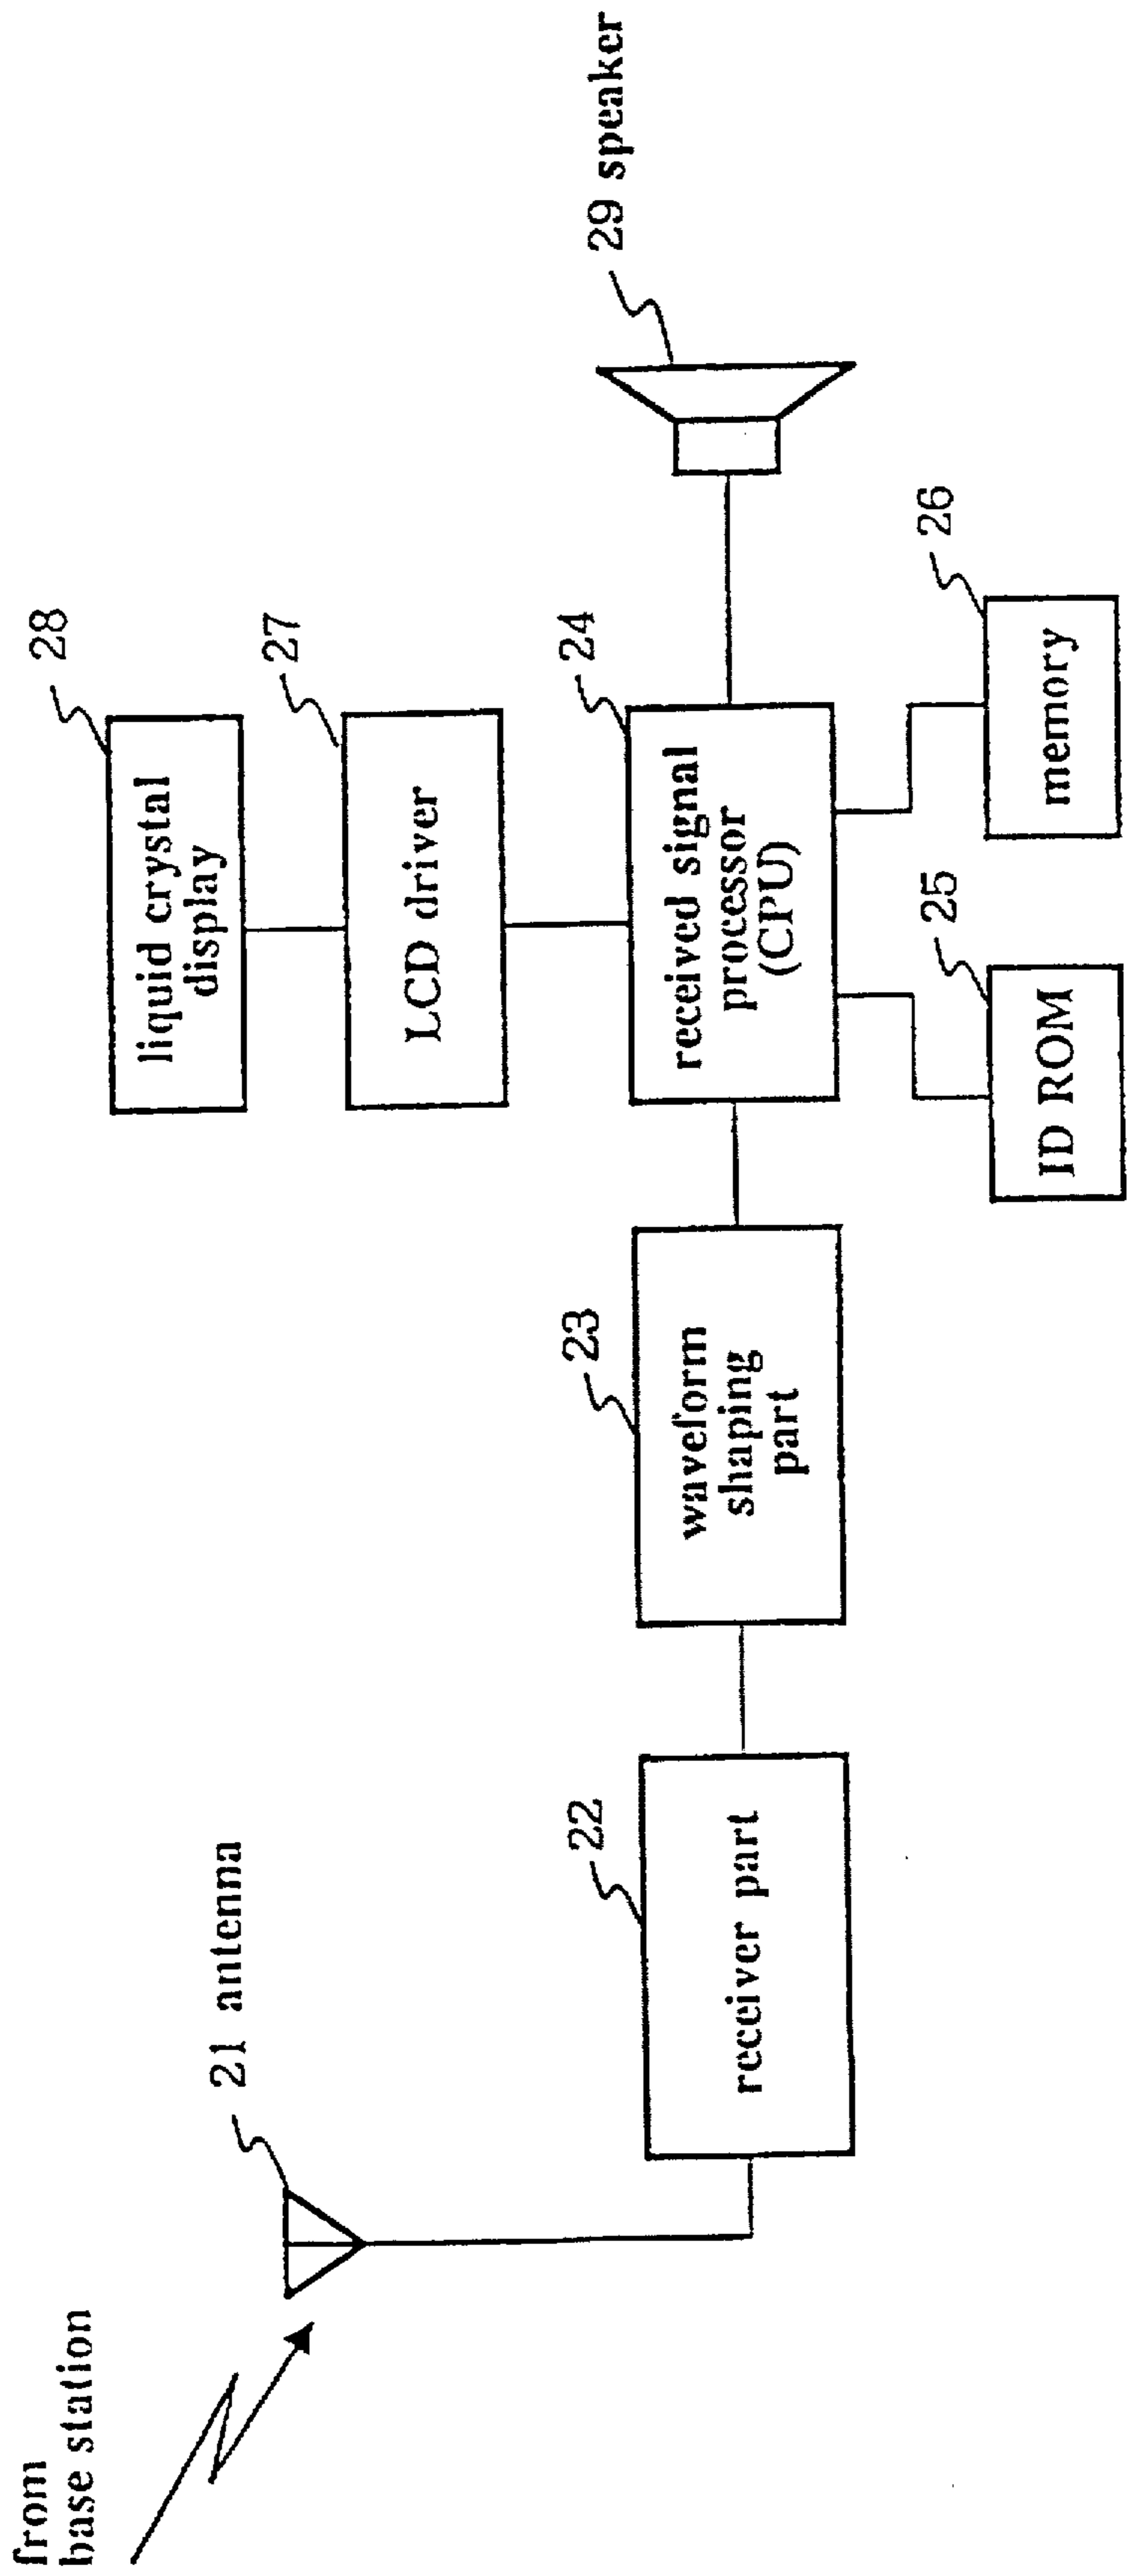 from
base station
21 antenna
22
receiver part
23
waveform
shaping
part
24
received signal
processor
(CPU)
25
ID ROM
26
memory
27
LCD driver
28
liquid crystal
display
29 speaker